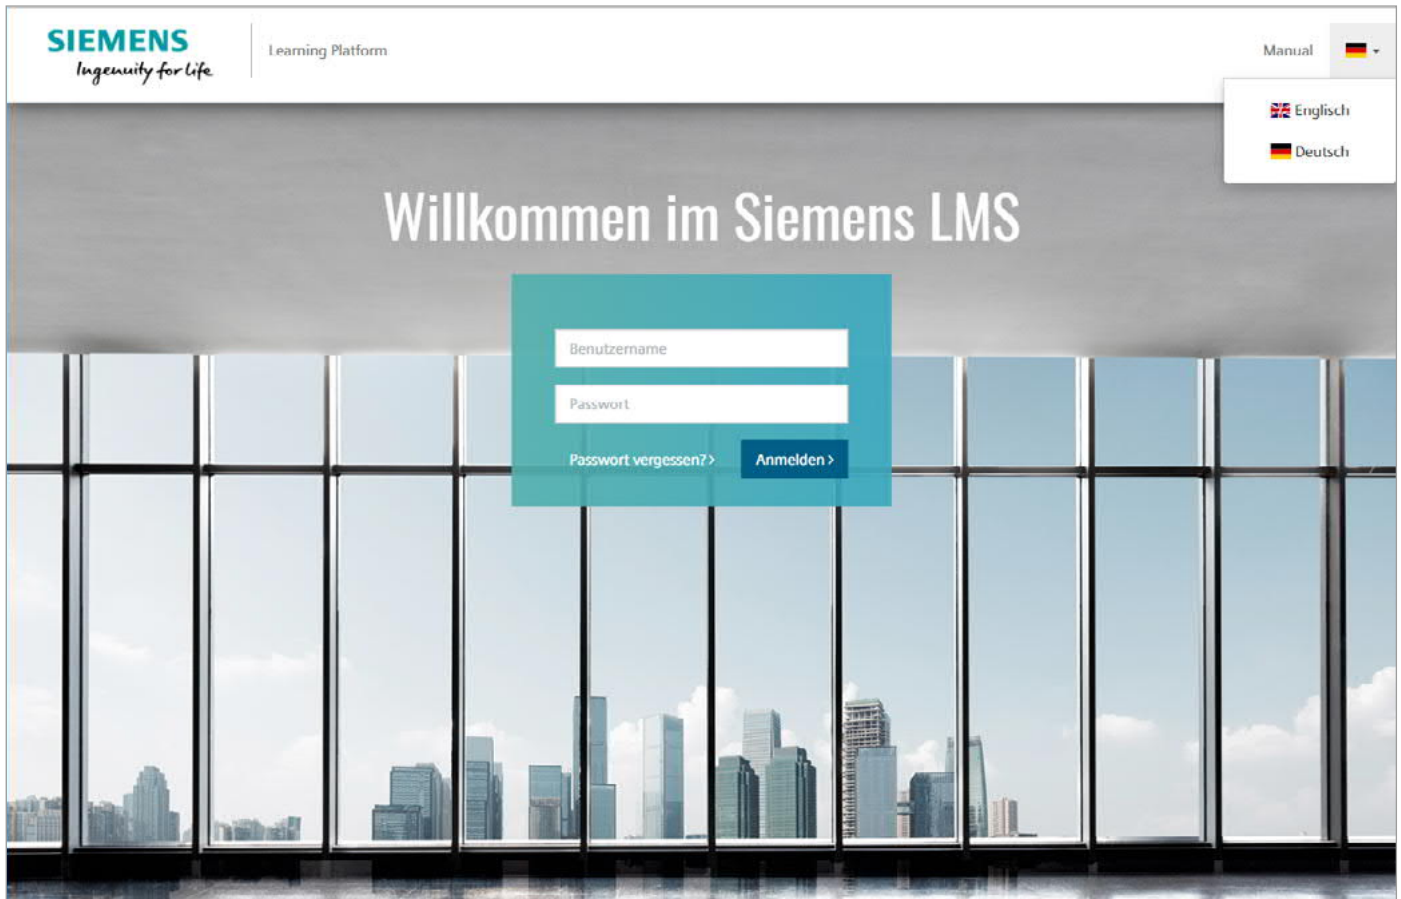 SIEMENS
Ingenuity for life
Learning Platform
Manual
Englisch
Deutsch
Willkommen im Siemens LMS
Benutzername
Passwort
Passwort vergessen? >
Anmelden >